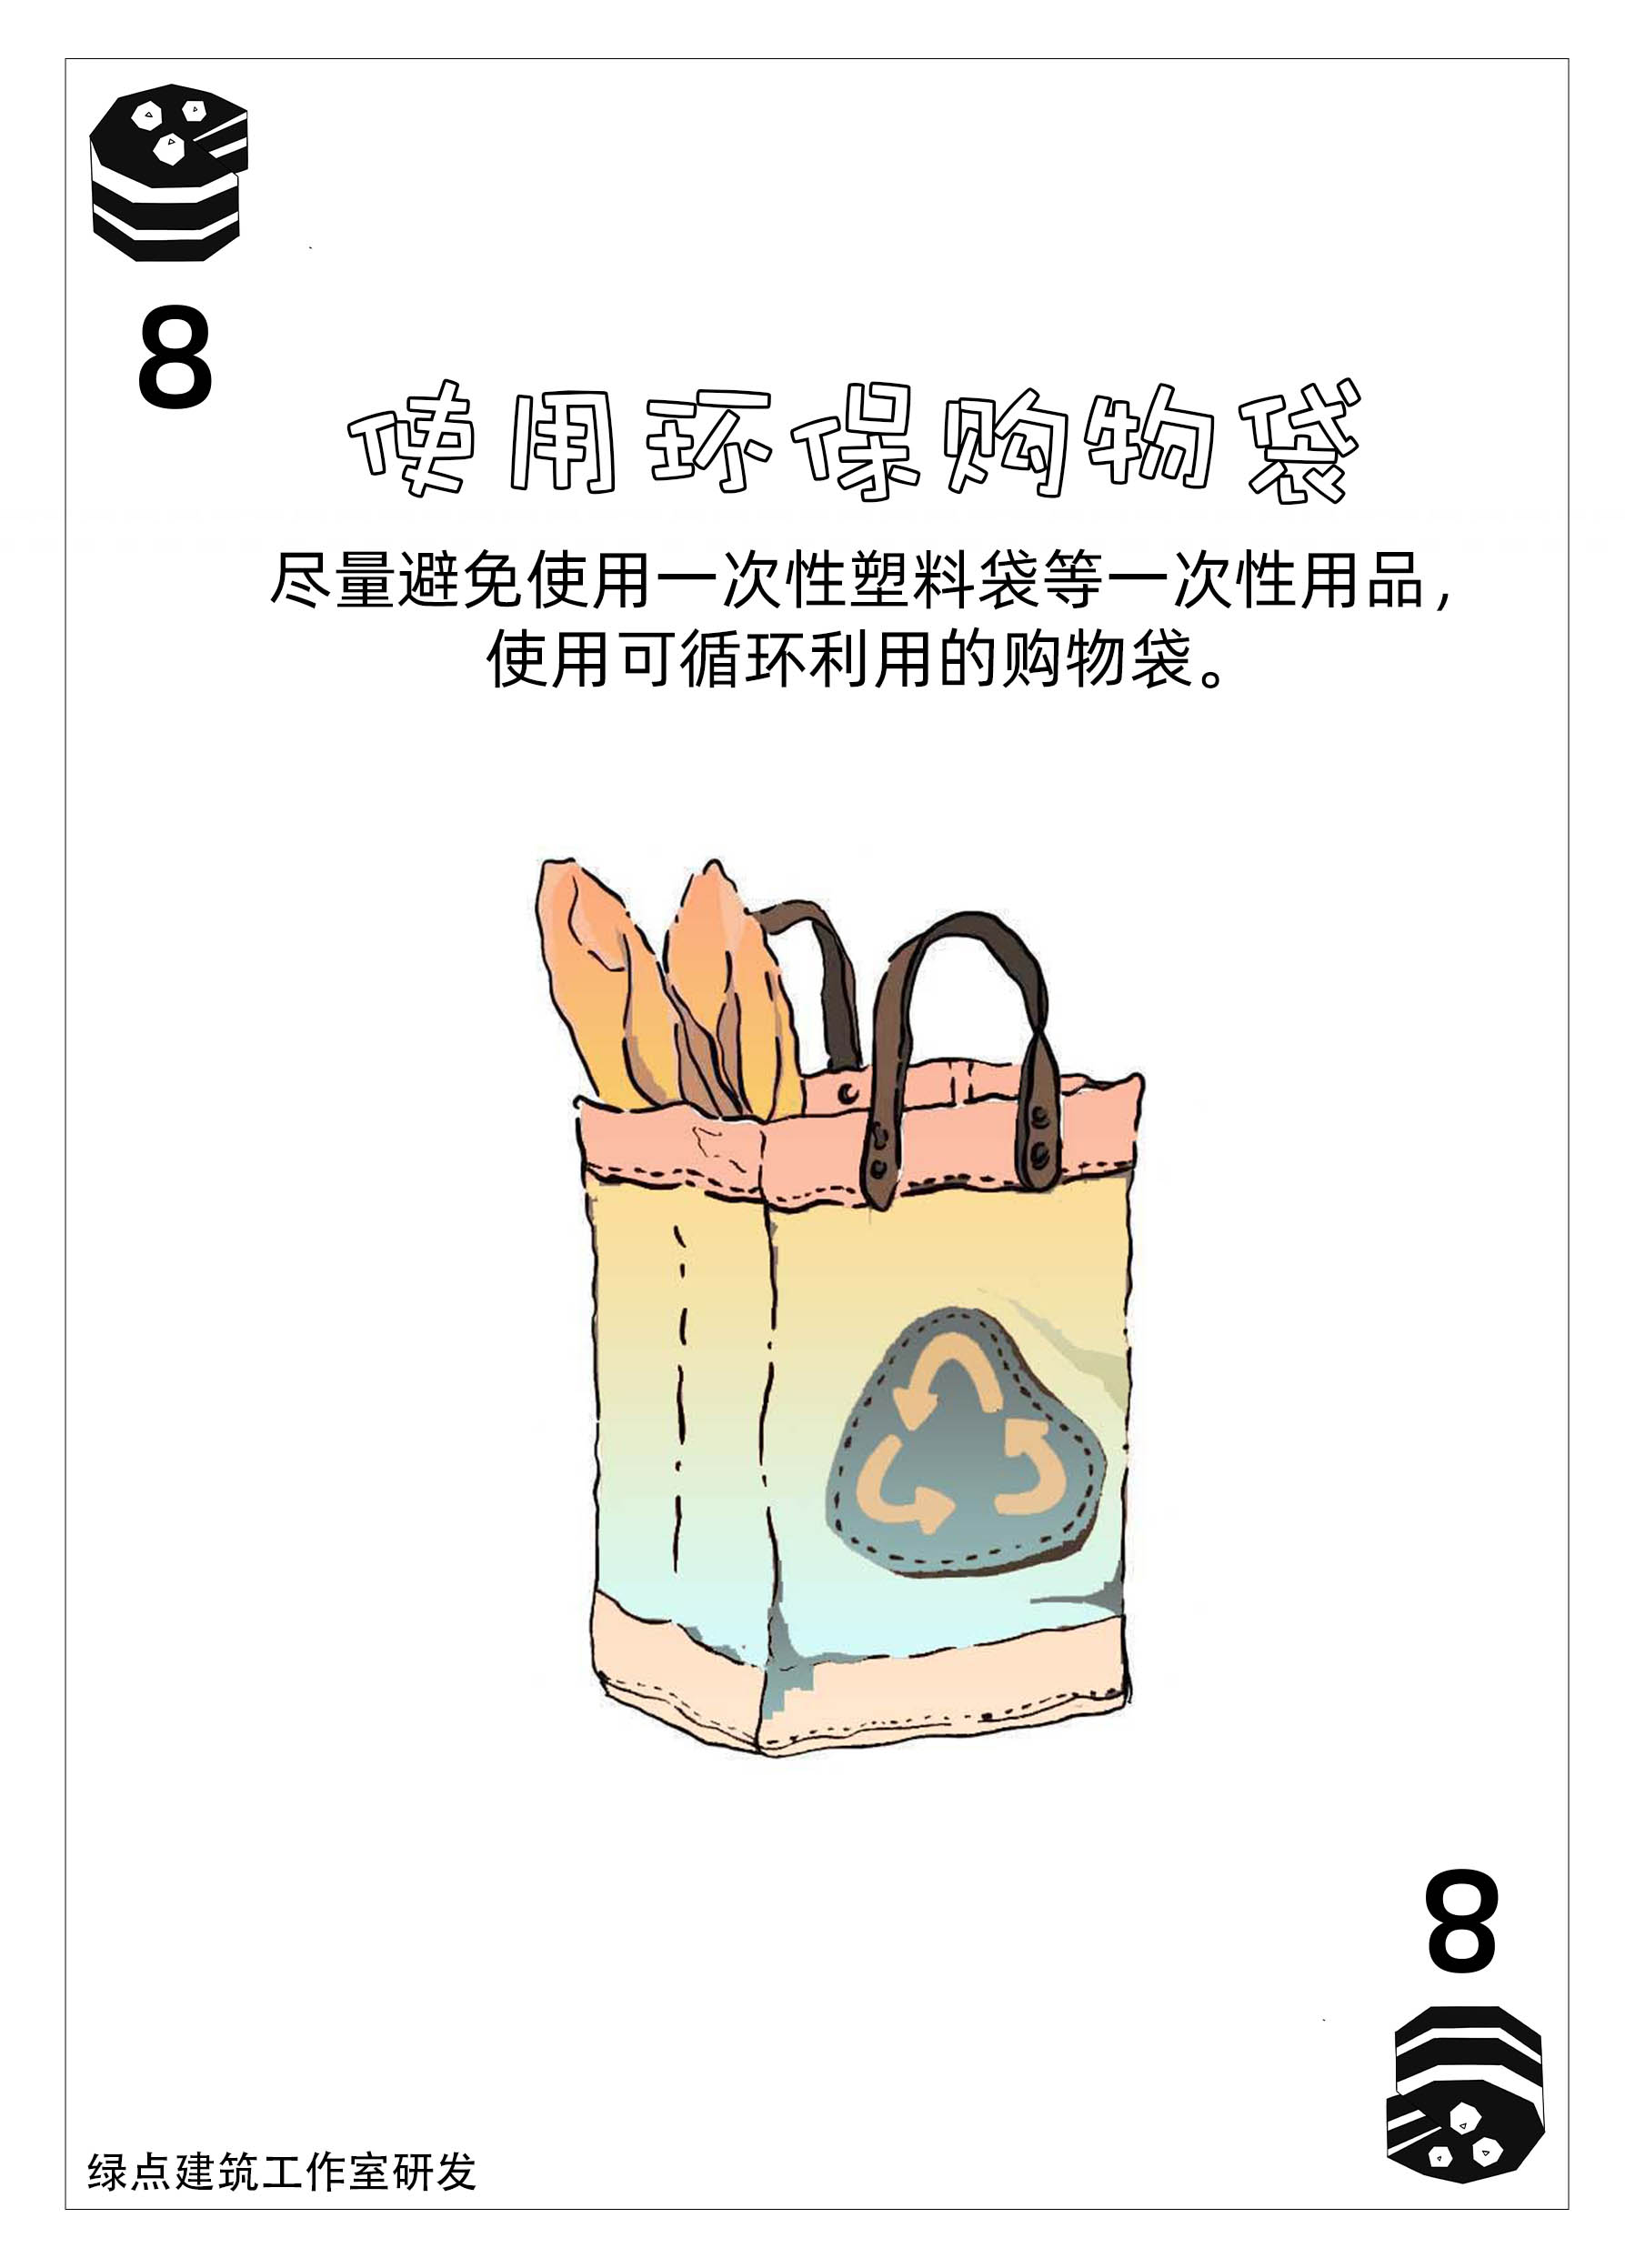 8
使用环保购物袋
尽量避免使用一次性塑料袋等一次性用品，
使用可循环利用的购物袋。
8
绿点建筑工作室研发